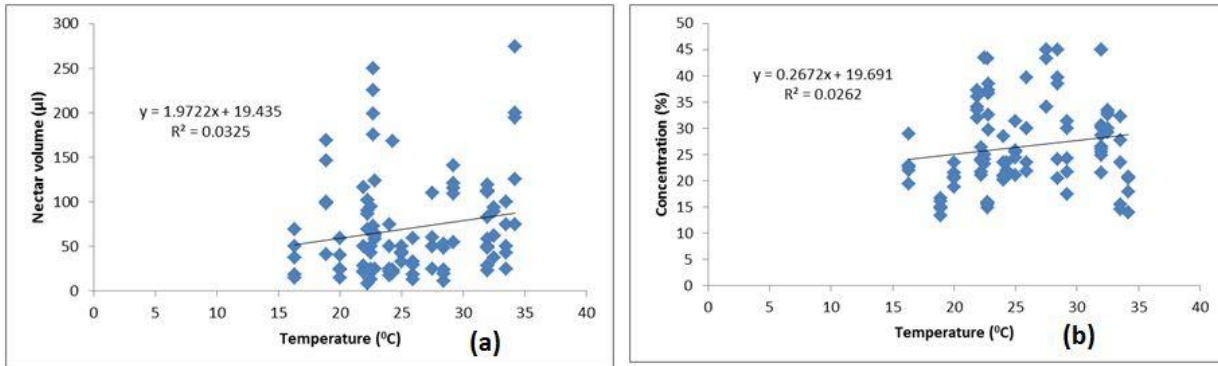 300
250
200
150
100
50
0
Nectar volume (µl)
y = 1.9722x + 19.435
R² = 0.0325
0 5 10 15 20 25 30 35 40
Temperature (⁰C)
(a)
50
45
40
35
30
25
20
15
10
5
0
Concentration (%)
y = 0.2672x + 19.691
R² = 0.0262
0 5 10 15 20 25 30 35 40
Temperature (⁰C)
(b)